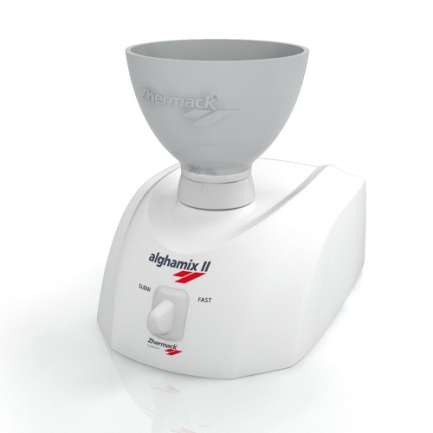 Zhermack
alghamix II
SLOW
FAST
Zhermack